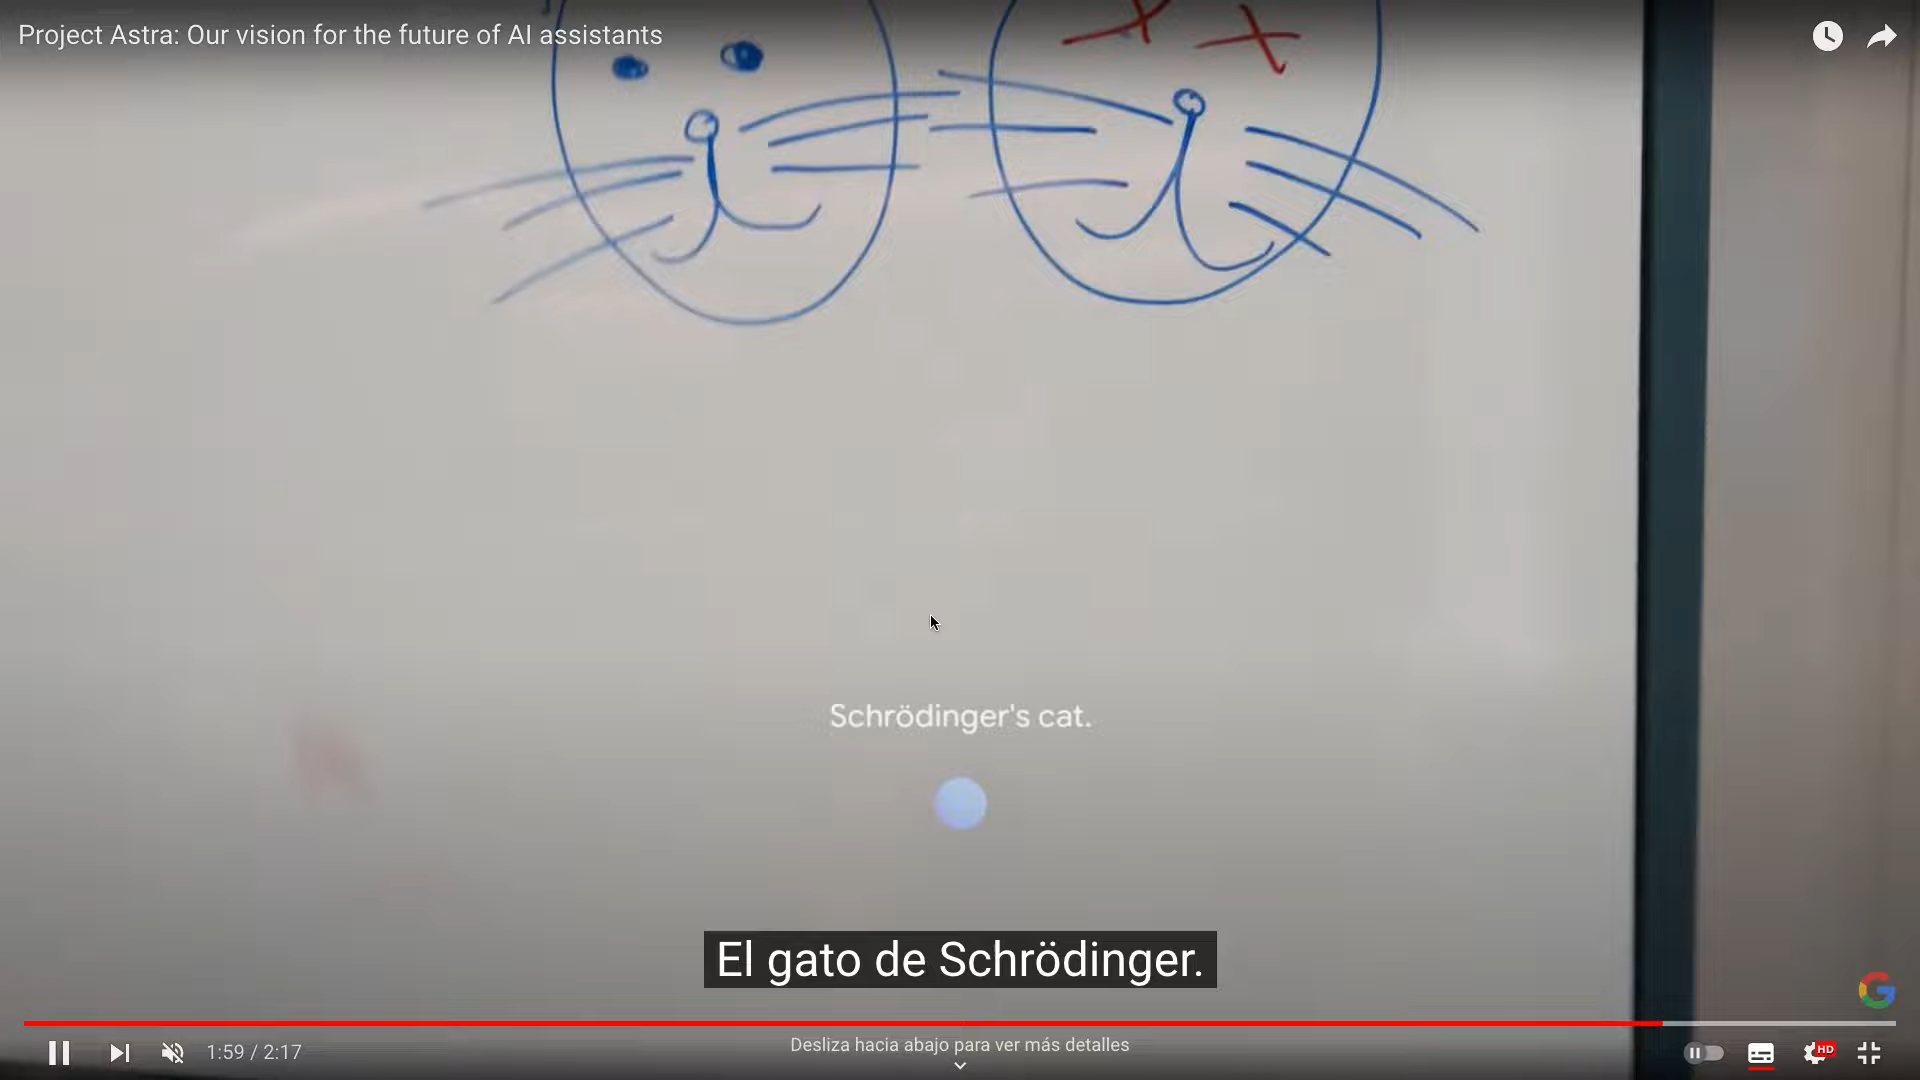 Project Astra: Our vision for the future of AI assistants
Schrödinger's cat.
El gato de Schrödinger.
1:59 / 2:17
Desliza hacia abajo para ver más detalles
HD